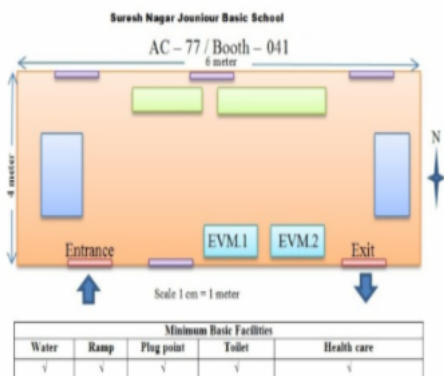 Suresh Nagar Jouniour Basic School
AC – 77 / Booth – 041
6 meter
4 meter
N
EVM.1 EVM.2
Entrance Exit
Scale 1 cm = 1 meter
Minimum Basic Facilities
Water Ramp Plug point Toilet Health care
√ √ √ √ √